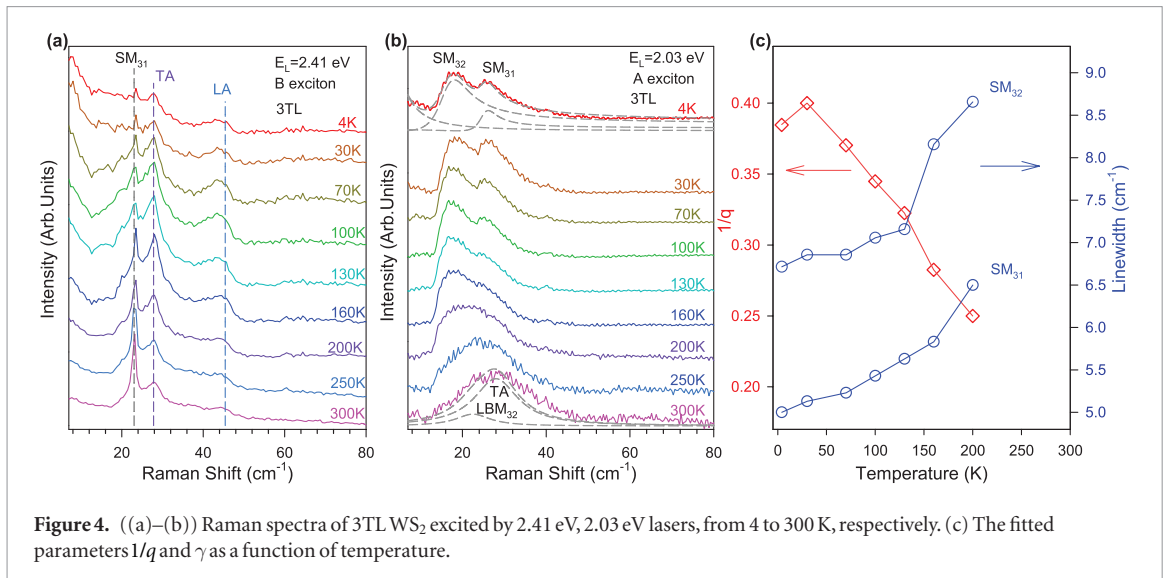 (a)
SM31
TA
LA
E_L=2.41 eV
B exciton
3TL
4K
30K
70K
100K
130K
160K
200K
250K
300K
Intensity (Arb.Units)
20 40 60 80
Raman Shift (cm-1)
(b)
SM32
SM31
E_L=2.03 eV
A exciton
3TL
4K
30K
70K
100K
130K
160K
200K
250K
300K
TA
LBM32
Intensity (Arb.Units)
20 40 60 80
Raman Shift (cm-1)
(c)
0.40
0.35
0.30
0.25
0.20
1/q
SM32
SM31
9.0
8.5
8.0
7.5
7.0
6.5
6.0
5.5
5.0
Linewidth (cm-1)
0 50 100 150 200 250 300
Temperature (K)
Figure 4. ((a)–(b)) Raman spectra of 3TL WS2 excited by 2.41 eV, 2.03 eV lasers, from 4 to 300 K, respectively. (c) The fitted
parameters 1/q and γ as a function of temperature.